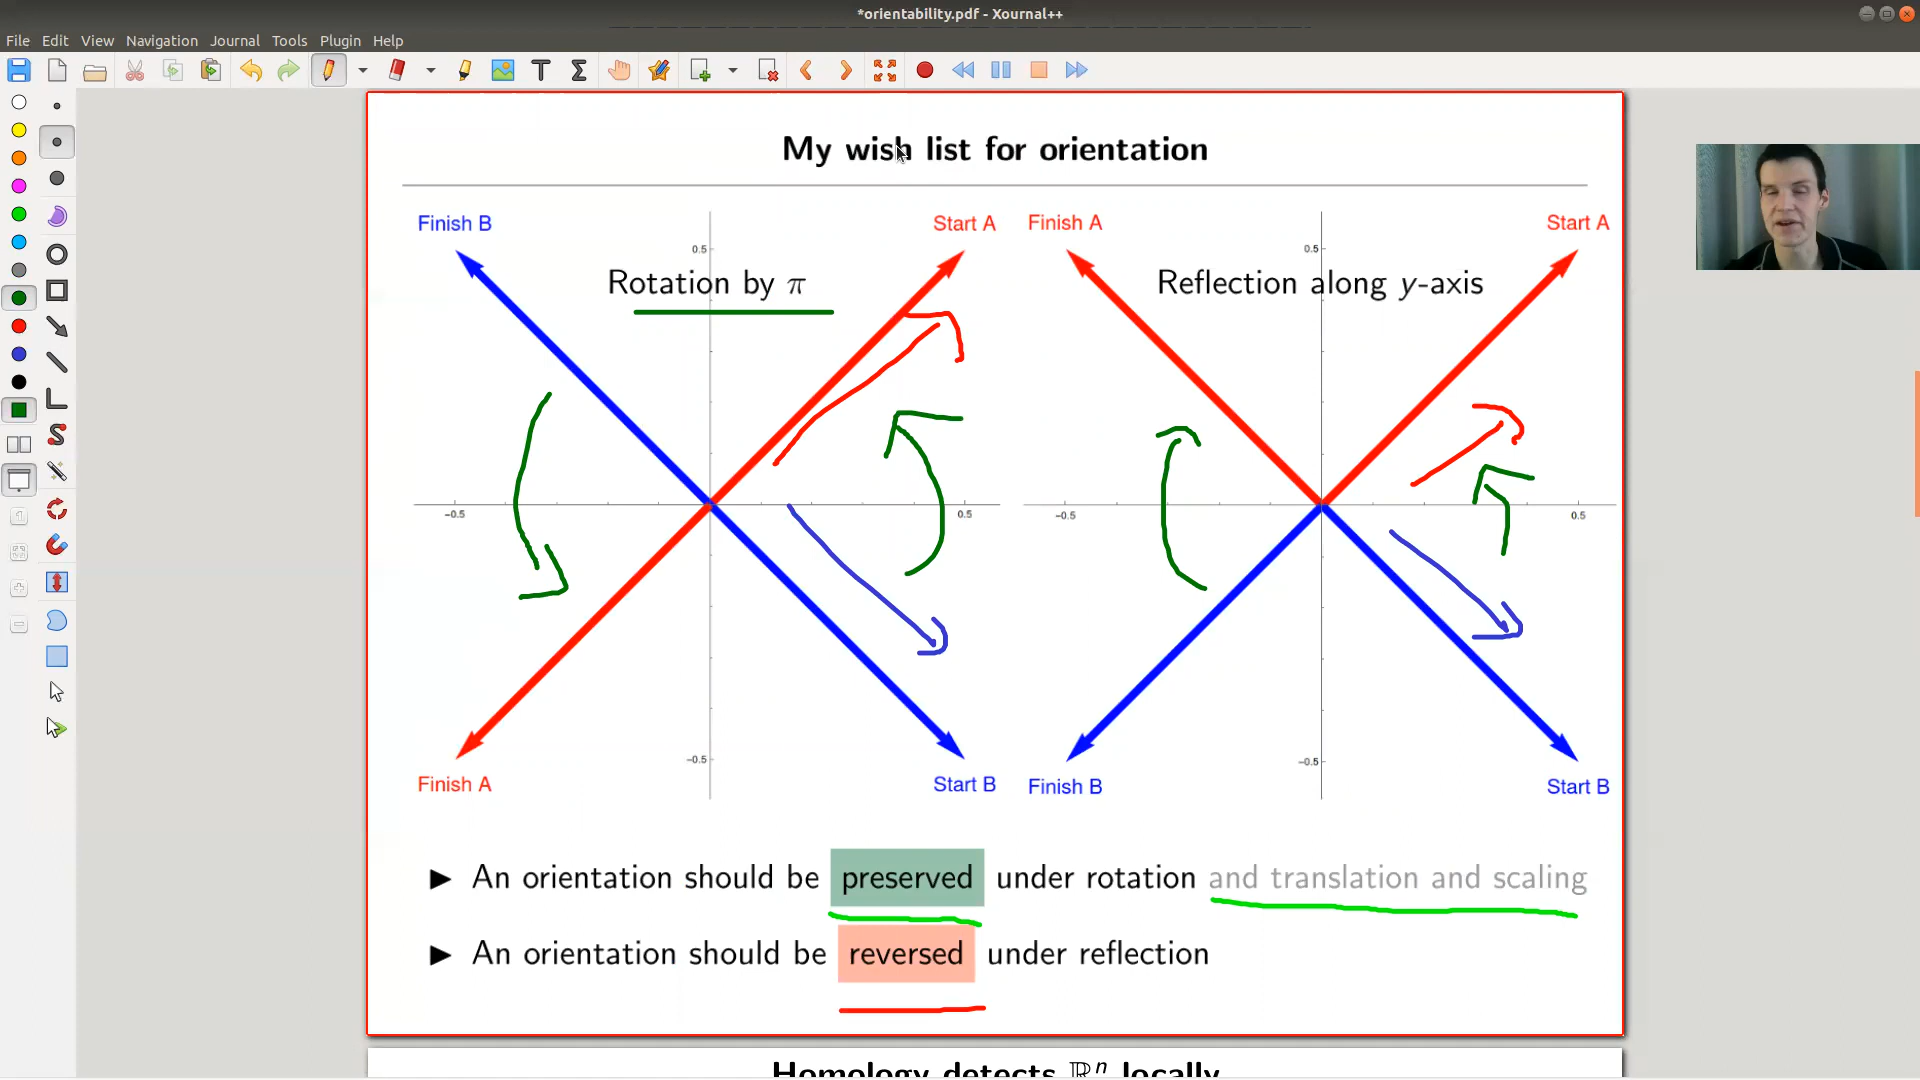 *orientability.pdf - Xournal++
File Edit View Navigation Journal Tools Plugin Help
My wish list for orientation
Finish B Start A Finish A Start A
0.5 0.5
Rotation by π Reflection along y-axis
-0.5 0.5 -0.5 0.5
-0.5 -0.5
Finish A Start B Finish B Start B
▶ An orientation should be preserved under rotation and translation and scaling
▶ An orientation should be reversed under reflection
Homology detects ℝⁿ locally